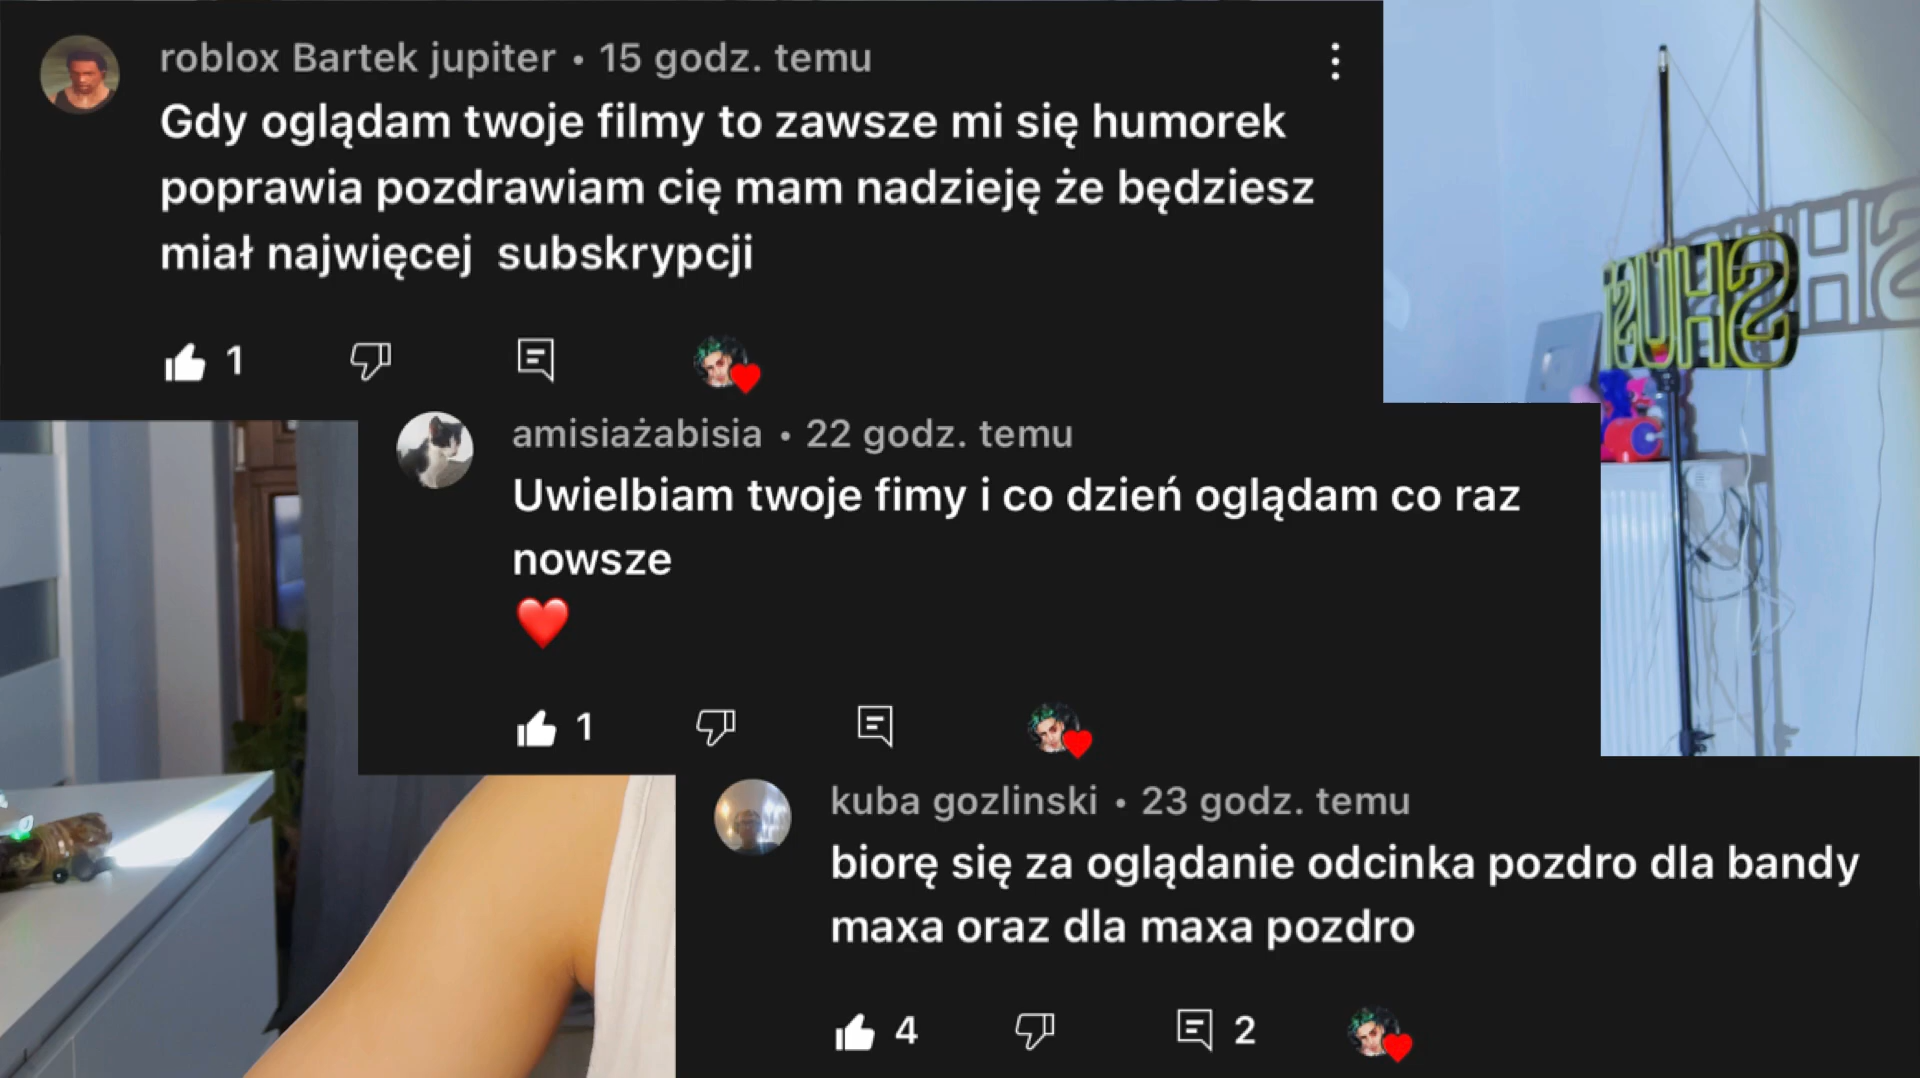 roblox Bartek jupiter • 15 godz. temu
Gdy oglądam twoje filmy to zawsze mi się humorek
poprawia pozdrawiam cię mam nadzieję że będziesz
miał najwięcej subskrypcji
1
amisiażabisia • 22 godz. temu
Uwielbiam twoje fimy i co dzień oglądam co raz
nowsze
❤️
1
kuba gozlinski • 23 godz. temu
biorę się za oglądanie odcinka pozdro dla bandy
maxa oraz dla maxa pozdro
4
2